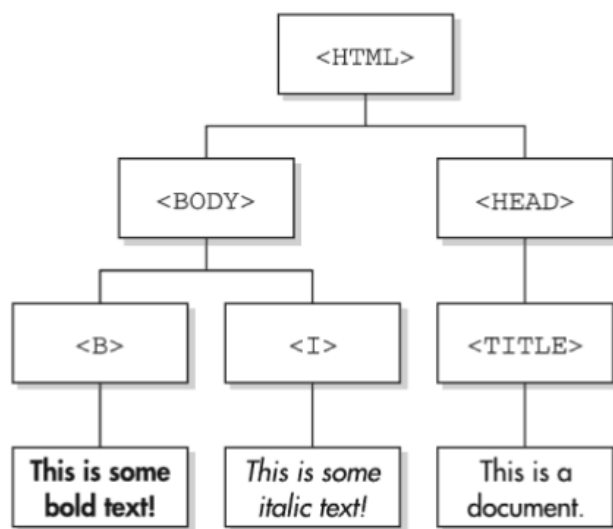 <HTML>
<BODY>
<HEAD>
<B>
<I>
<TITLE>
This is some
bold text!
This is some
italic text!
This is a
document.